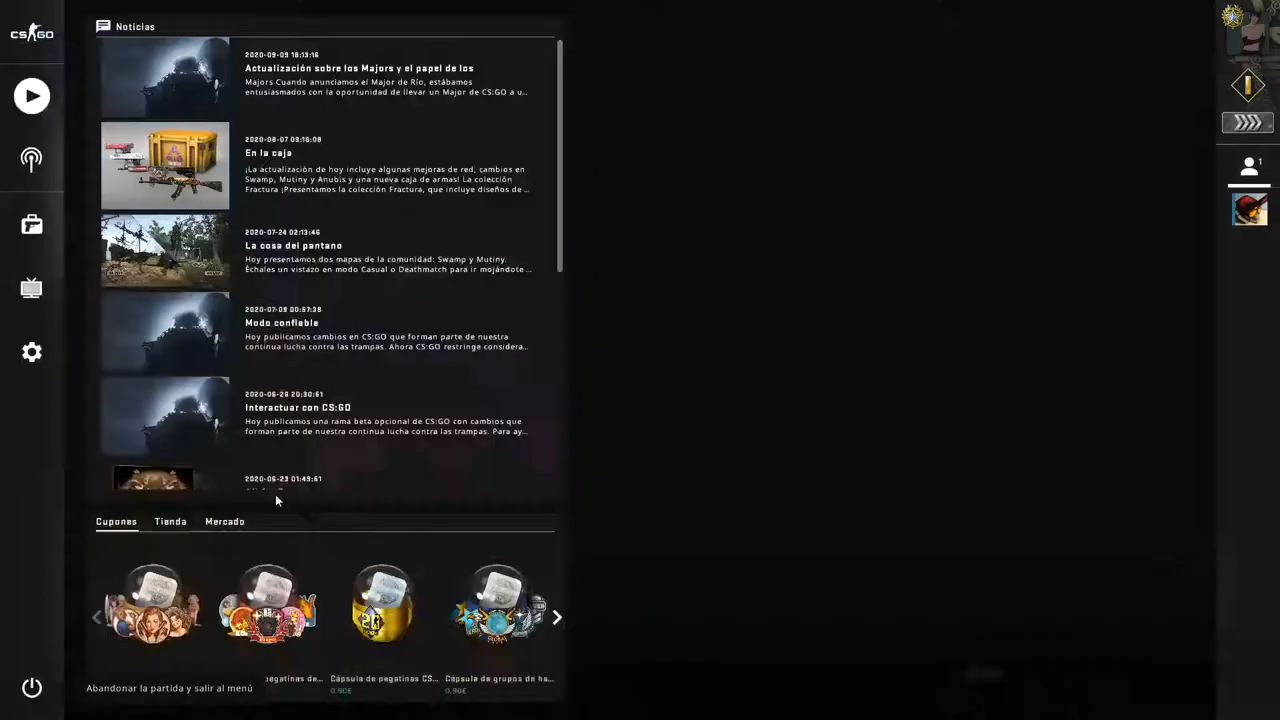 CS GO
Noticias
2020-09-09 18:13:16
Actualización sobre los Majors y el papel de los
Majors Cuando anunciamos el Major de Río, estábamos
entusiasmados con la oportunidad de llevar un Major de CS:GO a u...
2020-08-07 03:16:08
En la caja
¡La actualización de hoy incluye algunas mejoras de red, cambios en
Swamp, Mutiny y Anubis y una nueva caja de armas! La colección
Fractura ¡Presentamos la colección Fractura, que incluye diseños de ...
2020-07-24 02:13:46
La cosa del pantano
Hoy presentamos dos mapas de la comunidad: Swamp y Mutiny.
Échales un vistazo en modo Casual o Deathmatch para ir mojándote ...
2020-07-09 00:57:38
Modo confiable
Hoy publicamos cambios en CS:GO que forman parte de nuestra
continua lucha contra las trampas. Ahora CS:GO restringe considera...
2020-06-26 20:30:51
Interactuar con CS:GO
Hoy publicamos una rama beta opcional de CS:GO con cambios que
forman parte de nuestra continua lucha contra las trampas. Para ay...
2020-06-23 01:49:51
Cupones Tienda Mercado
pegatinas de... Cápsula de pegatinas CS... Cápsula de grupos de ha...
0,90€ 0,90€
Abandonar la partida y salir al menú
1